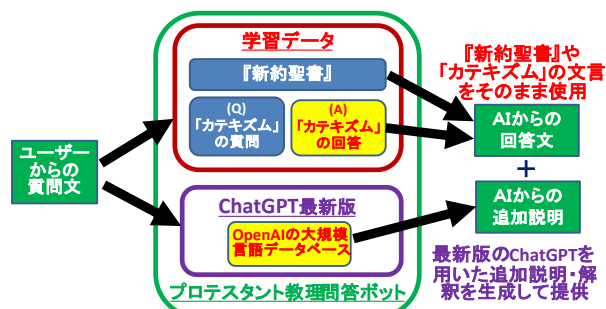 学習データ
『新約聖書』
(Q)
「カテキズム」
の質問
(A)
「カテキズム」
の回答
『新約聖書』や
「カテキズム」の文言
をそのまま使用
AIからの
回答文
+
AIからの
追加説明
ユーザー
からの
質問文
ChatGPT最新版
OpenAIの大規模
言語データベース
プロテスタント教理問答ボット
最新版のChatGPTを
用いた追加説明・解
釈を生成して提供